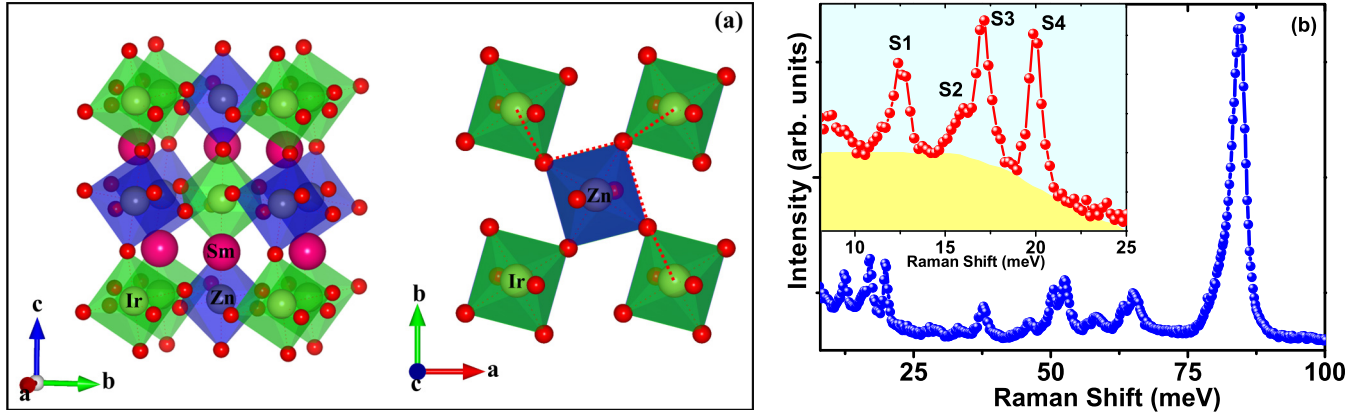 (a)
Zn
Sm
Ir
Ir
Zn
c
b
a
b
a
c
(b)
S1
S2
S3
S4
10
15
20
25
Raman Shift (meV)
Intensity (arb. units)
25
50
75
100
Raman Shift (meV)